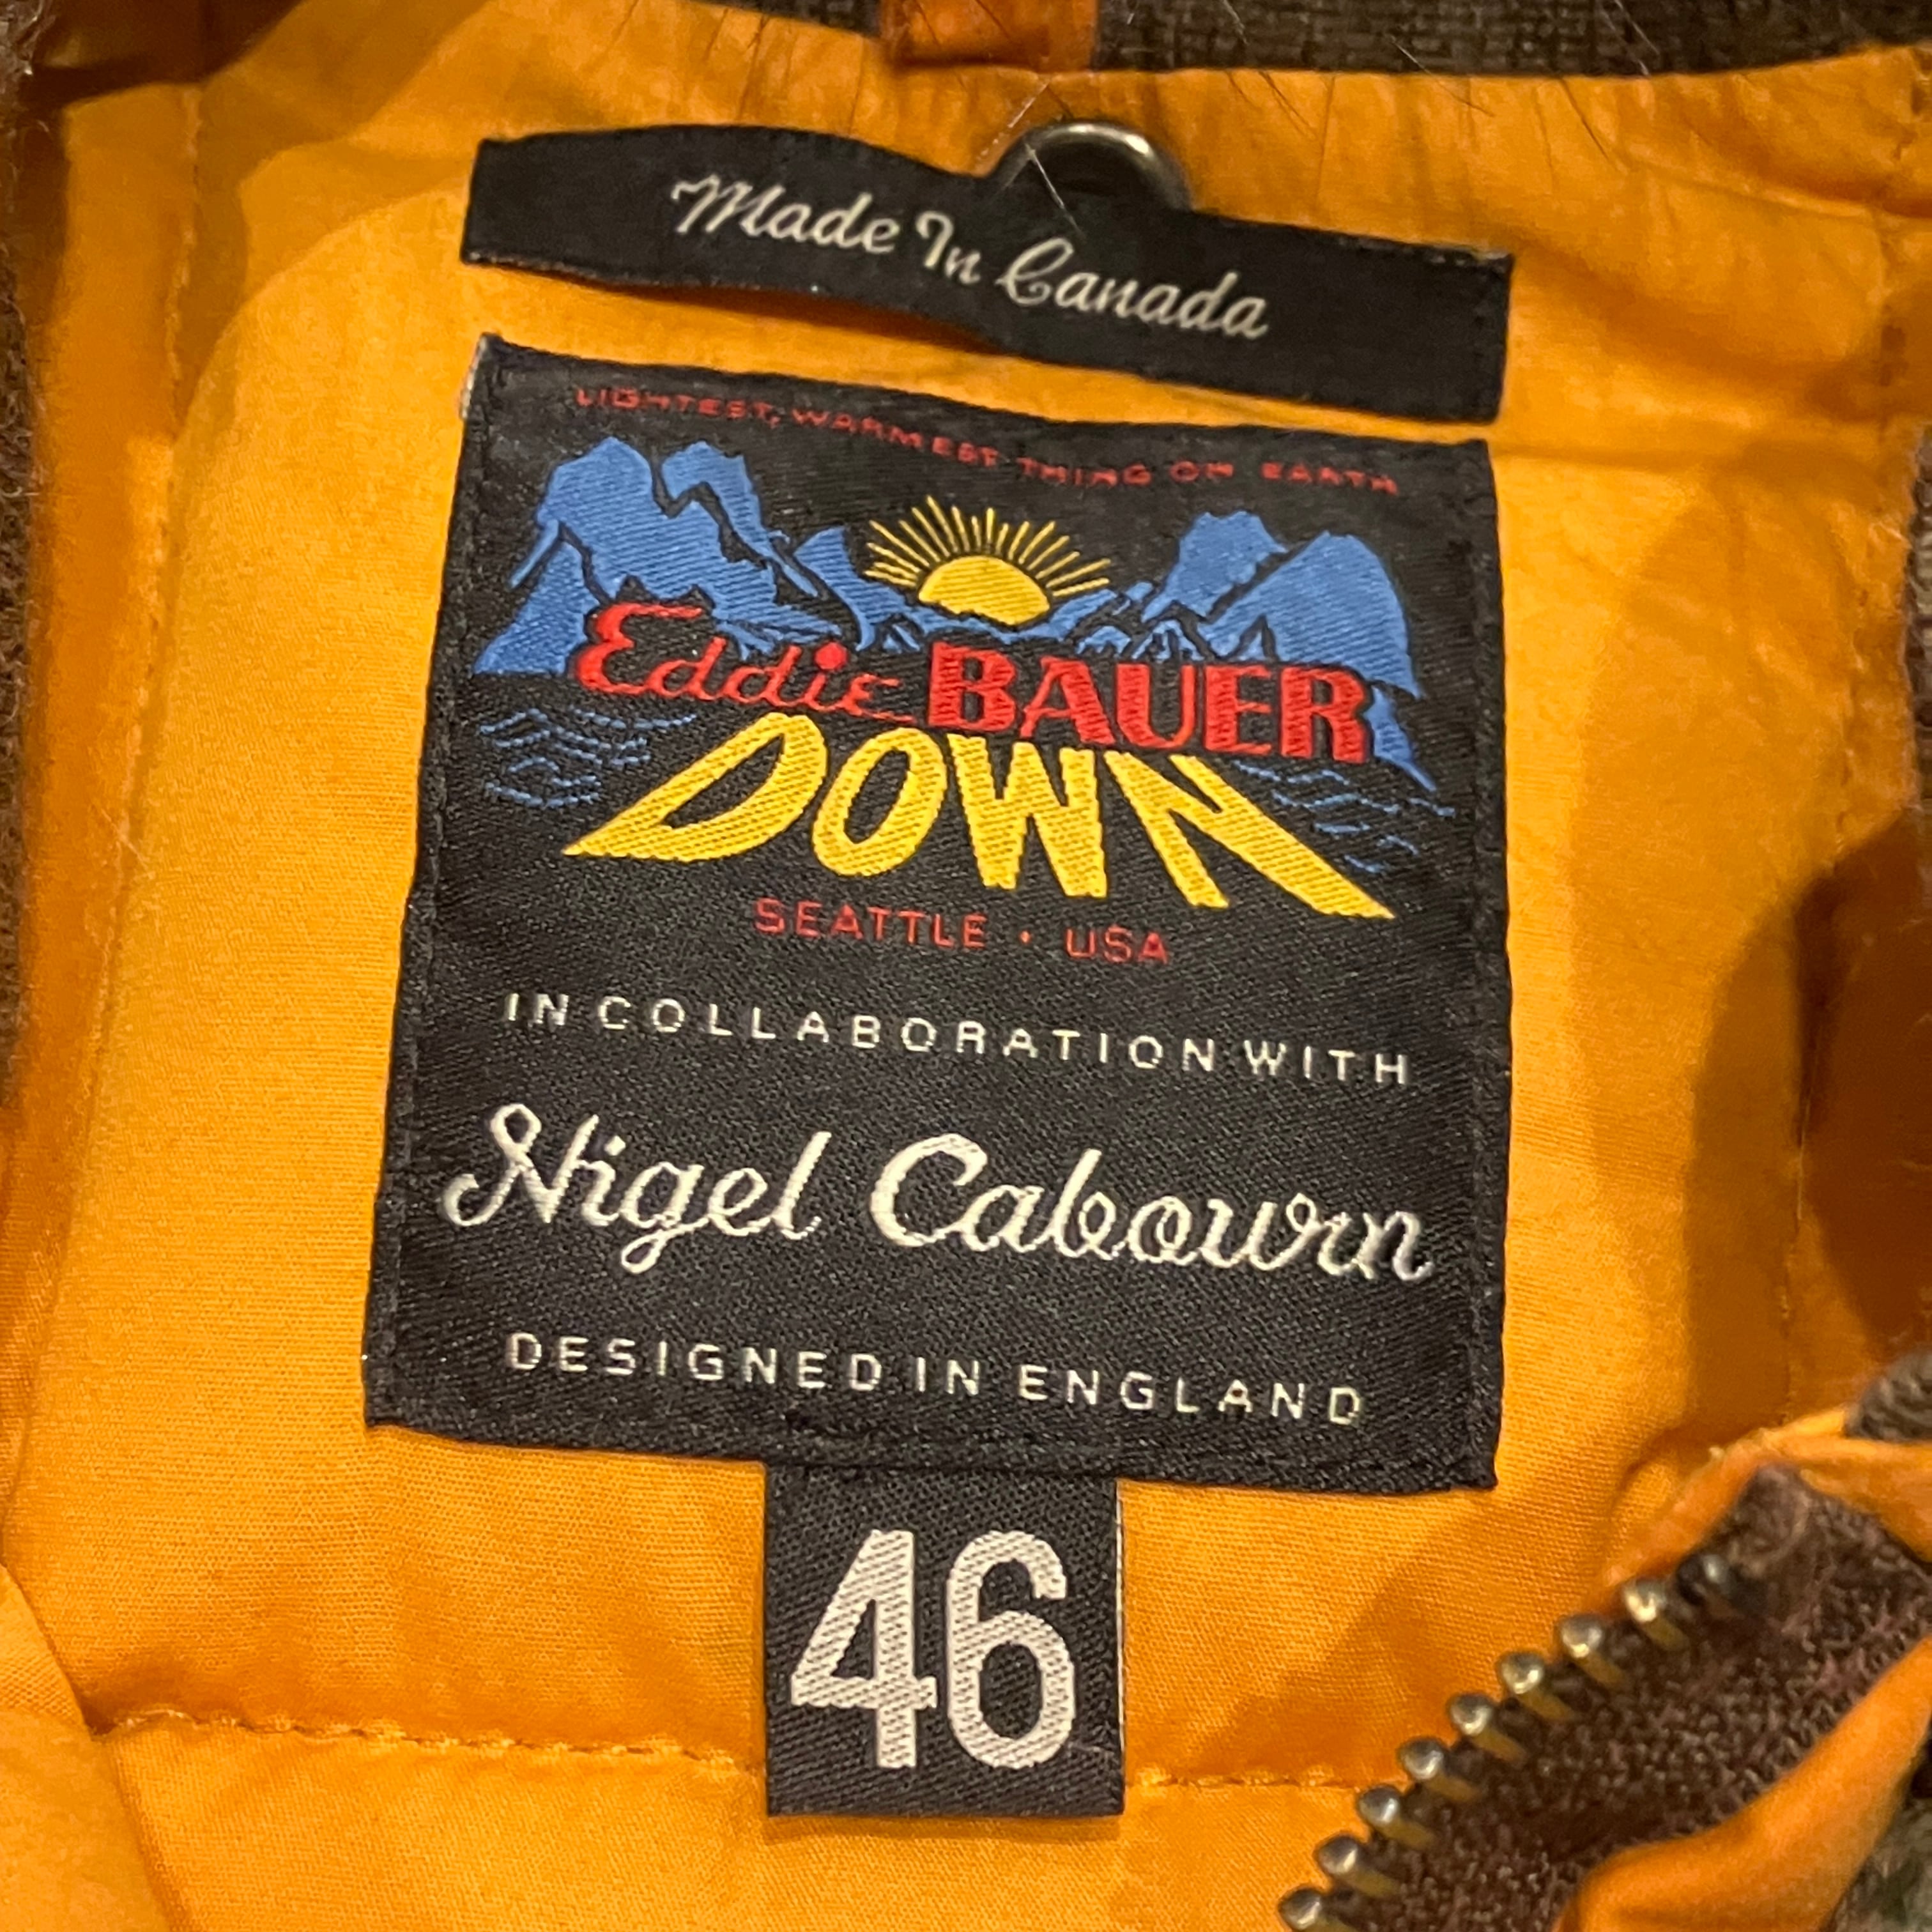 Made In Canada
LIGHTEST, WARMEST THING ON EARTH
Eddie BAUER
DOWN
SEATTLE · USA
IN COLLABORATION WITH
Nigel Cabourn
DESIGNED IN ENGLAND
46